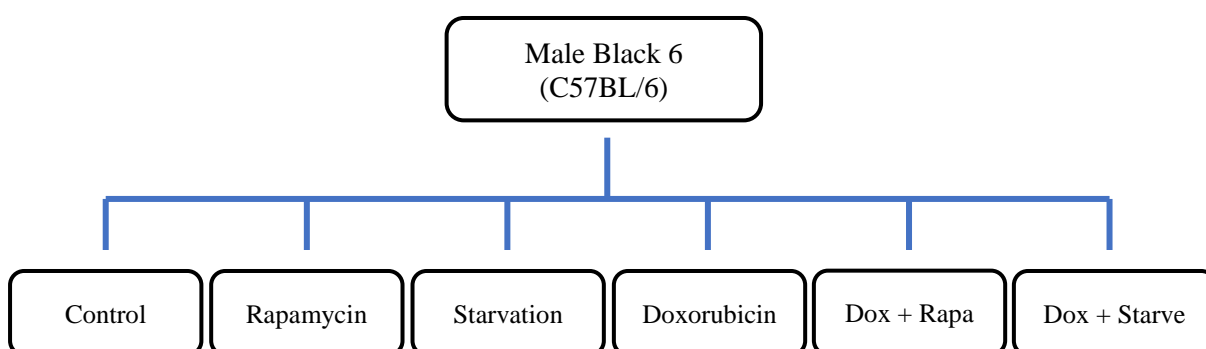 Male Black 6
(C57BL/6)
Control
Rapamycin
Starvation
Doxorubicin
Dox + Rapa
Dox + Starve